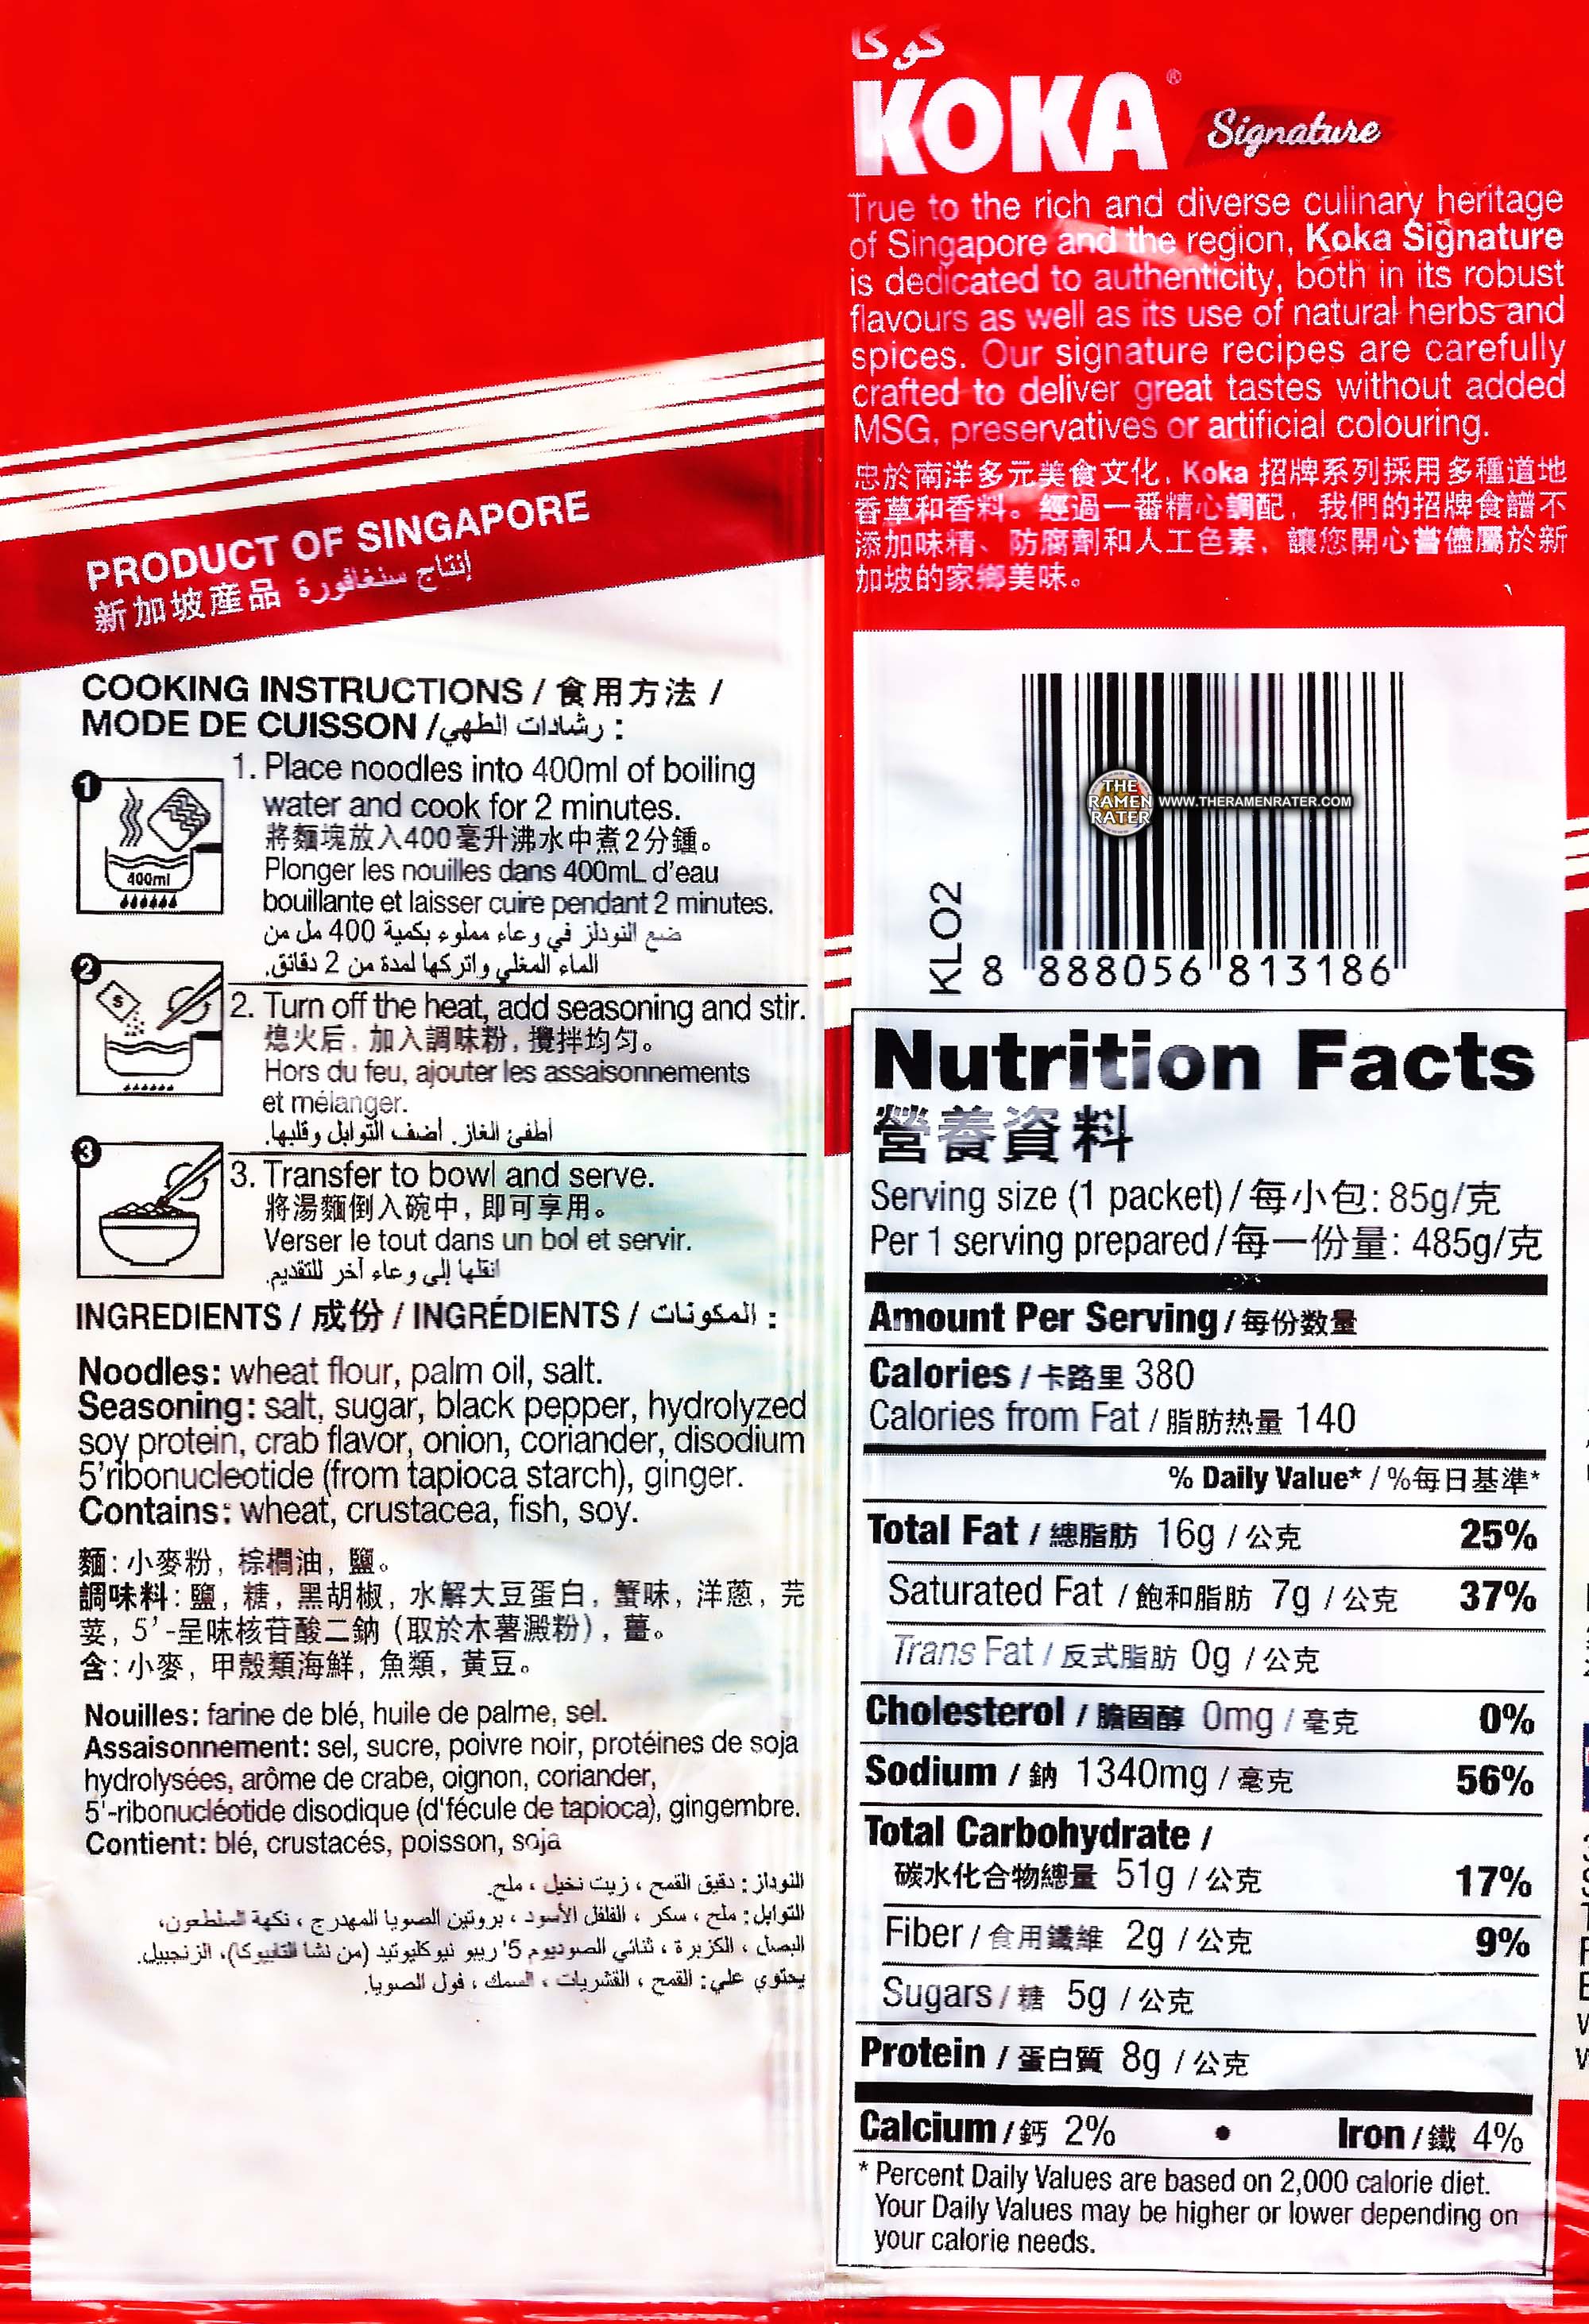 PRODUCT OF SINGAPORE
新加坡産品 إنتاج سنغافورة
COOKING INSTRUCTIONS / 食用方法 /
MODE DE CUISSON / رشادات الطهي :
1
400ml
1. Place noodles into 400ml of boiling
water and cook for 2 minutes.
將麵塊放入400毫升沸水中煮2分鐘。
Plonger les nouilles dans 400mL d'eau
bouillante et laisser cuire pendant 2 minutes.
ضع النودلز في وعاء مملوء بكمية 400 مل من
الماء المغلي واتركها لمدة من 2 دقائق.
2
S
2. Turn off the heat, add seasoning and stir.
熄火后，加入調味粉，攪拌均匀。
Hors du feu, ajouter les assaisonnements
et mélanger.
أطفئ الغاز. أضف التوابل وقلبها.
3
3. Transfer to bowl and serve.
將湯麵倒入碗中，即可享用。
Verser le tout dans un bol et servir.
انقلها إلى وعاء آخر للتقديم.
INGREDIENTS / 成份 / INGRÉDIENTS / المكونات :
Noodles: wheat flour, palm oil, salt.
Seasoning: salt, sugar, black pepper, hydrolyzed
soy protein, crab flavor, onion, coriander, disodium
5'ribonucleotide (from tapioca starch), ginger.
Contains: wheat, crustacea, fish, soy.
麵：小麥粉，棕櫚油，鹽。
調味料：鹽，糖，黑胡椒，水解大豆蛋白，蟹味，洋蔥，芫
荽，5’-呈味核苷酸二鈉（取於木薯澱粉），薑。
含：小麥，甲殼類海鮮，魚類，黃豆。
Nouilles: farine de blé, huile de palme, sel.
Assaisonnement: sel, sucre, poivre noir, protéines de soja
hydrolysées, arôme de crabe, oignon, coriander,
5'-ribonucléotide disodique (d'fécule de tapioca), gingembre.
Contient: blé, crustacés, poisson, soja
النوداز : دقيق القمح ، زيت نخيل ، ملح.
التوابل : ملح ، سكر ، الفلفل الأسود ، بروتين الصويا المهدرج ، نكهة السلطعون،
البصل ، الكزبرة ، ثنائي الصوديوم 5' ريبو نيوكليوتيد (من نشا التابيوكا)، الزنجبيل.
يحتوي علي : القمح ، القشريات ، السمك ، فول الصويا.
كوكا
KOKA® Signature
True to the rich and diverse culinary heritage
of Singapore and the region, Koka Signature
is dedicated to authenticity, both in its robust
flavours as well as its use of natural herbs and
spices. Our signature recipes are carefully
crafted to deliver great tastes without added
MSG, preservatives or artificial colouring.
忠於南洋多元美食文化，Koka 招牌系列採用多種道地
香草和香料。經過一番精心調配，我們的招牌食譜不
添加味精、防腐劑和人工色素，讓您開心嘗儘屬於新
加坡的家鄉美味。
THE
RAMEN
RATER
WWW.THERAMENRATER.COM
KLO2
8 888056 813186
Nutrition Facts
營養資料
Serving size (1 packet) / 每小包: 85g/克
Per 1 serving prepared / 每一份量: 485g/克
Amount Per Serving / 每份数量
Calories / 卡路里 380
Calories from Fat / 脂肪热量 140
% Daily Value* / %每日基準*
Total Fat / 總脂肪 16g / 公克 25%
Saturated Fat / 飽和脂肪 7g / 公克 37%
Trans Fat / 反式脂肪 0g / 公克
Cholesterol / 膽固醇 0mg / 毫克 0%
Sodium / 鈉 1340mg / 毫克 56%
Total Carbohydrate /
碳水化合物總量 51g / 公克 17%
Fiber / 食用纖維 2g / 公克 9%
Sugars / 糖 5g / 公克
Protein / 蛋白質 8g / 公克
Calcium / 鈣 2% • Iron / 鐵 4%
* Percent Daily Values are based on 2,000 calorie diet.
Your Daily Values may be higher or lower depending on
your calorie needs.